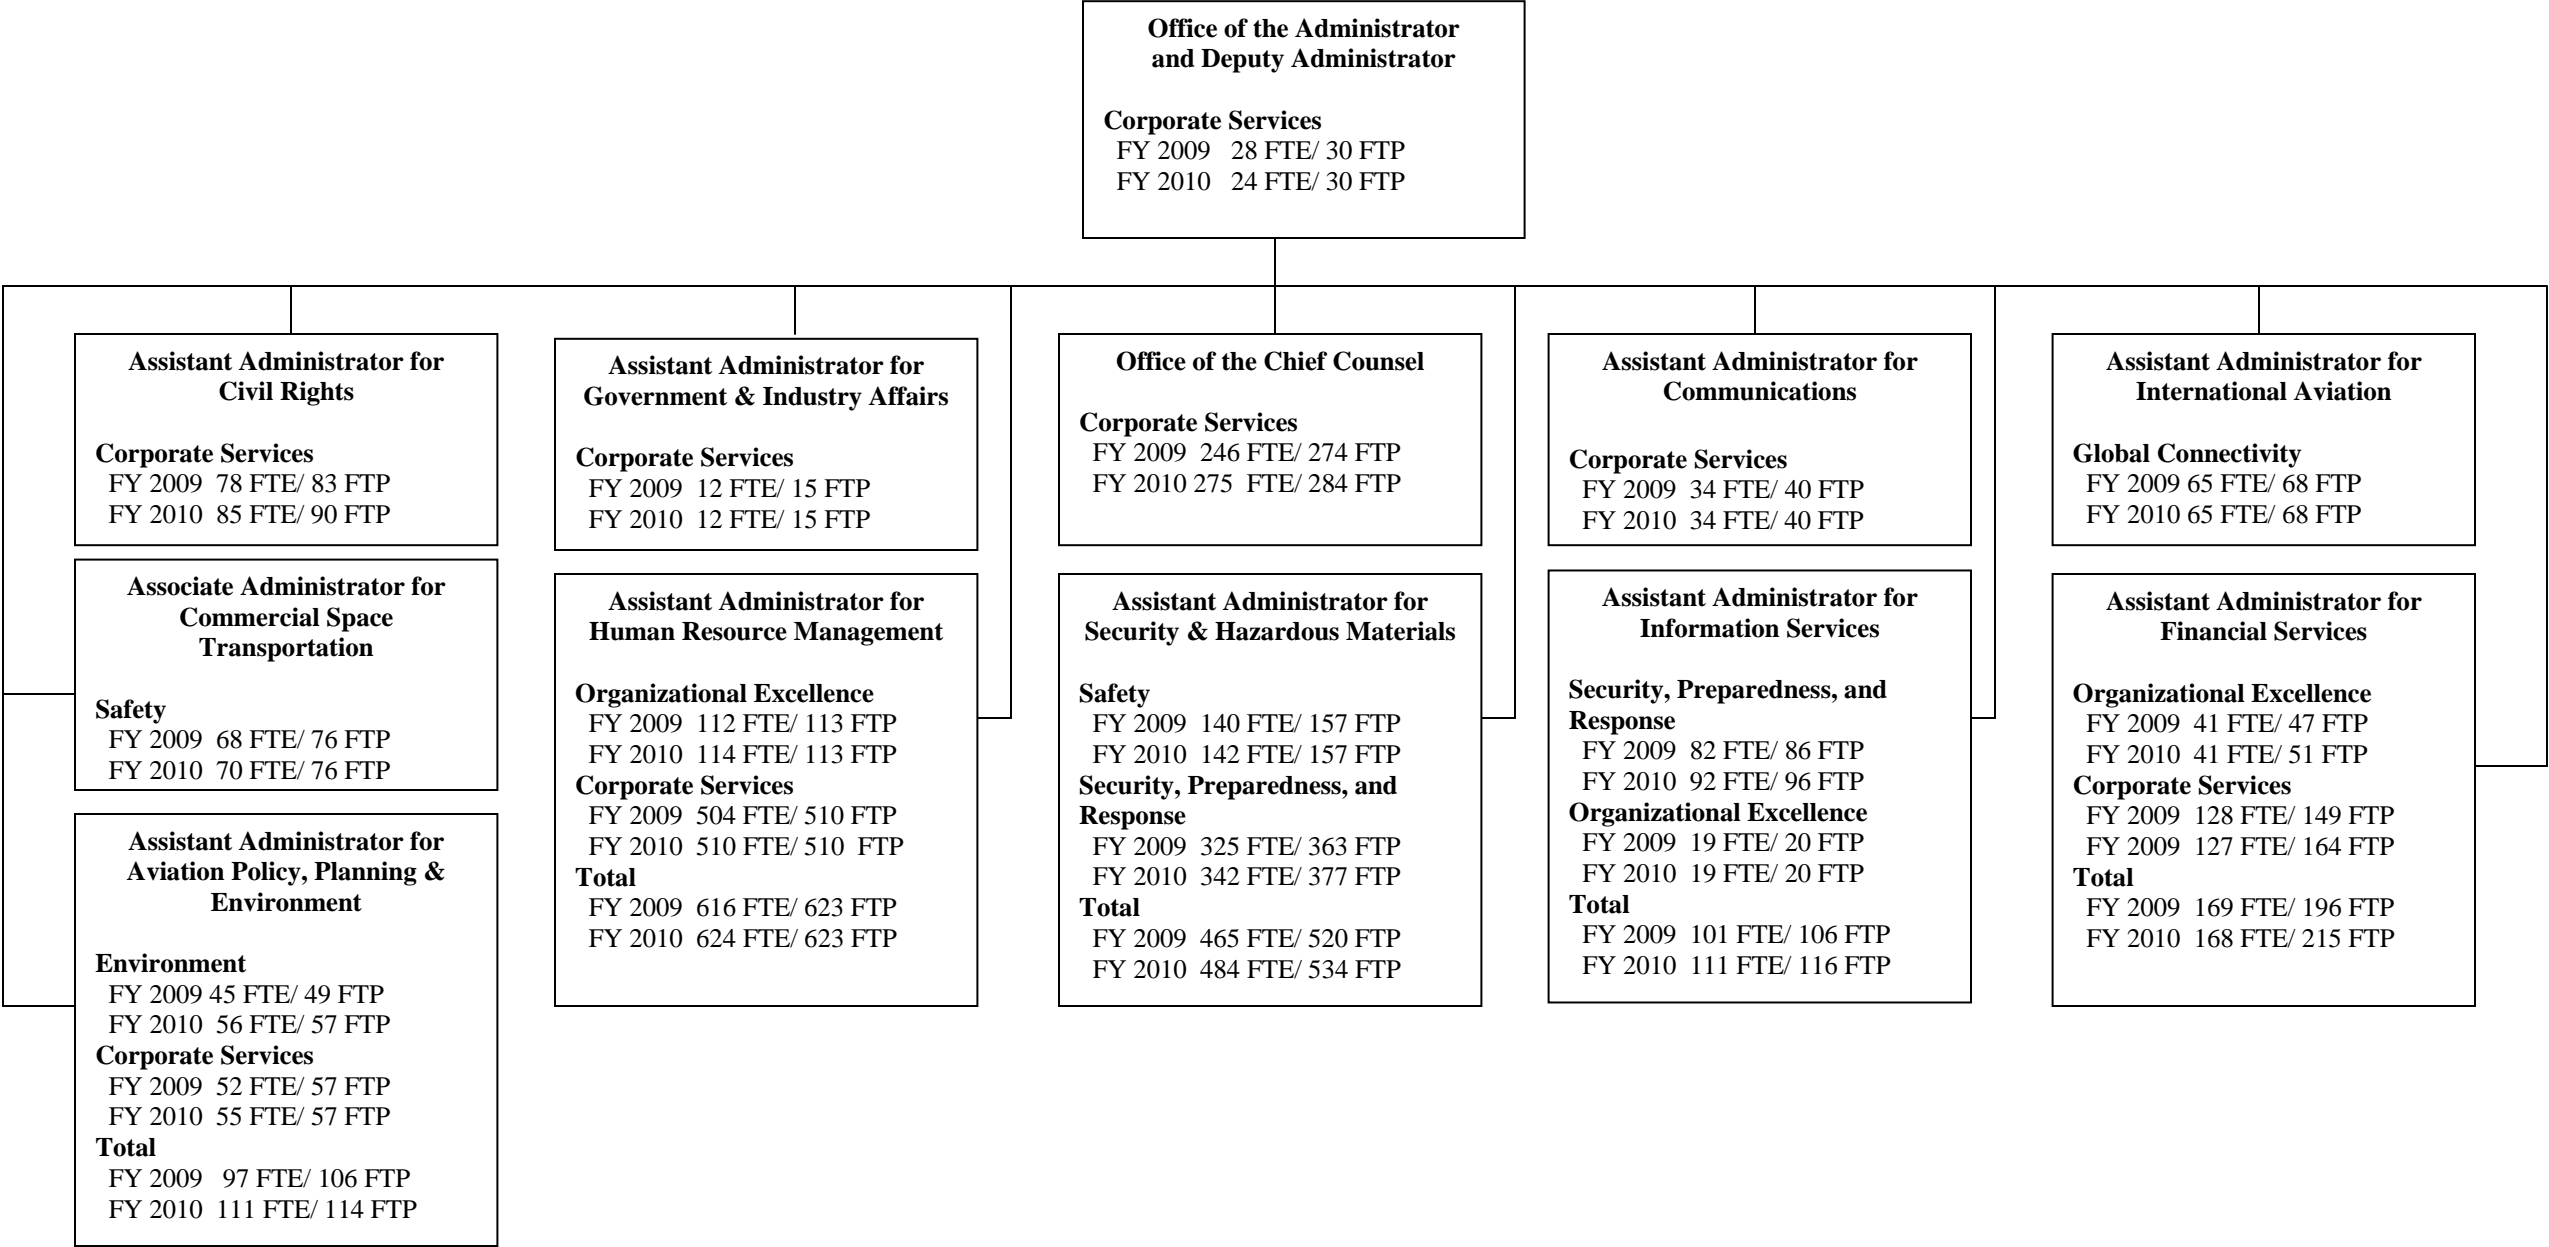 Office of the Administrator
and Deputy Administrator
Corporate Services
FY 2009 28 FTE/ 30 FTP
FY 2010 24 FTE/ 30 FTP
Assistant Administrator for
Civil Rights
Corporate Services
FY 2009 78 FTE/ 83 FTP
FY 2010 85 FTE/ 90 FTP
Assistant Administrator for
Government & Industry Affairs
Corporate Services
FY 2009 12 FTE/ 15 FTP
FY 2010 12 FTE/ 15 FTP
Office of the Chief Counsel
Corporate Services
FY 2009 246 FTE/ 274 FTP
FY 2010 275 FTE/ 284 FTP
Assistant Administrator for
Communications
Corporate Services
FY 2009 34 FTE/ 40 FTP
FY 2010 34 FTE/ 40 FTP
Assistant Administrator for
International Aviation
Global Connectivity
FY 2009 65 FTE/ 68 FTP
FY 2010 65 FTE/ 68 FTP
Associate Administrator for
Commercial Space
Transportation
Safety
FY 2009 68 FTE/ 76 FTP
FY 2010 70 FTE/ 76 FTP
Assistant Administrator for
Human Resource Management
Organizational Excellence
FY 2009 112 FTE/ 113 FTP
FY 2010 114 FTE/ 113 FTP
Corporate Services
FY 2009 504 FTE/ 510 FTP
FY 2010 510 FTE/ 510 FTP
Total
FY 2009 616 FTE/ 623 FTP
FY 2010 624 FTE/ 623 FTP
Assistant Administrator for
Security & Hazardous Materials
Safety
FY 2009 140 FTE/ 157 FTP
FY 2010 142 FTE/ 157 FTP
Security, Preparedness, and
Response
FY 2009 325 FTE/ 363 FTP
FY 2010 342 FTE/ 377 FTP
Total
FY 2009 465 FTE/ 520 FTP
FY 2010 484 FTE/ 534 FTP
Assistant Administrator for
Information Services
Security, Preparedness, and
Response
FY 2009 82 FTE/ 86 FTP
FY 2010 92 FTE/ 96 FTP
Organizational Excellence
FY 2009 19 FTE/ 20 FTP
FY 2010 19 FTE/ 20 FTP
Total
FY 2009 101 FTE/ 106 FTP
FY 2010 111 FTE/ 116 FTP
Assistant Administrator for
Financial Services
Organizational Excellence
FY 2009 41 FTE/ 47 FTP
FY 2010 41 FTE/ 51 FTP
Corporate Services
FY 2009 128 FTE/ 149 FTP
FY 2009 127 FTE/ 164 FTP
Total
FY 2009 169 FTE/ 196 FTP
FY 2010 168 FTE/ 215 FTP
Assistant Administrator for
Aviation Policy, Planning &
Environment
Environment
FY 2009 45 FTE/ 49 FTP
FY 2010 56 FTE/ 57 FTP
Corporate Services
FY 2009 52 FTE/ 57 FTP
FY 2010 55 FTE/ 57 FTP
Total
FY 2009 97 FTE/ 106 FTP
FY 2010 111 FTE/ 114 FTP